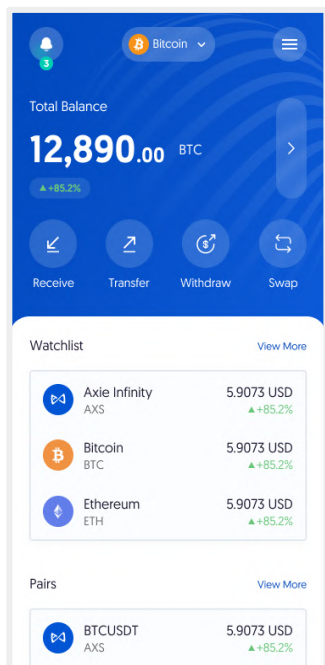 3
Bitcoin
Total Balance
12,890.00 BTC
▲+85.2%
Receive
Transfer
Withdraw
Swap
Watchlist
View More
Axie Infinity
5.9073 USD
AXS
▲+85.2%
Bitcoin
5.9073 USD
BTC
▲+85.2%
Ethereum
5.9073 USD
ETH
▲+85.2%
Pairs
View More
BTCUSDT
5.9073 USD
AXS
▲+85.2%